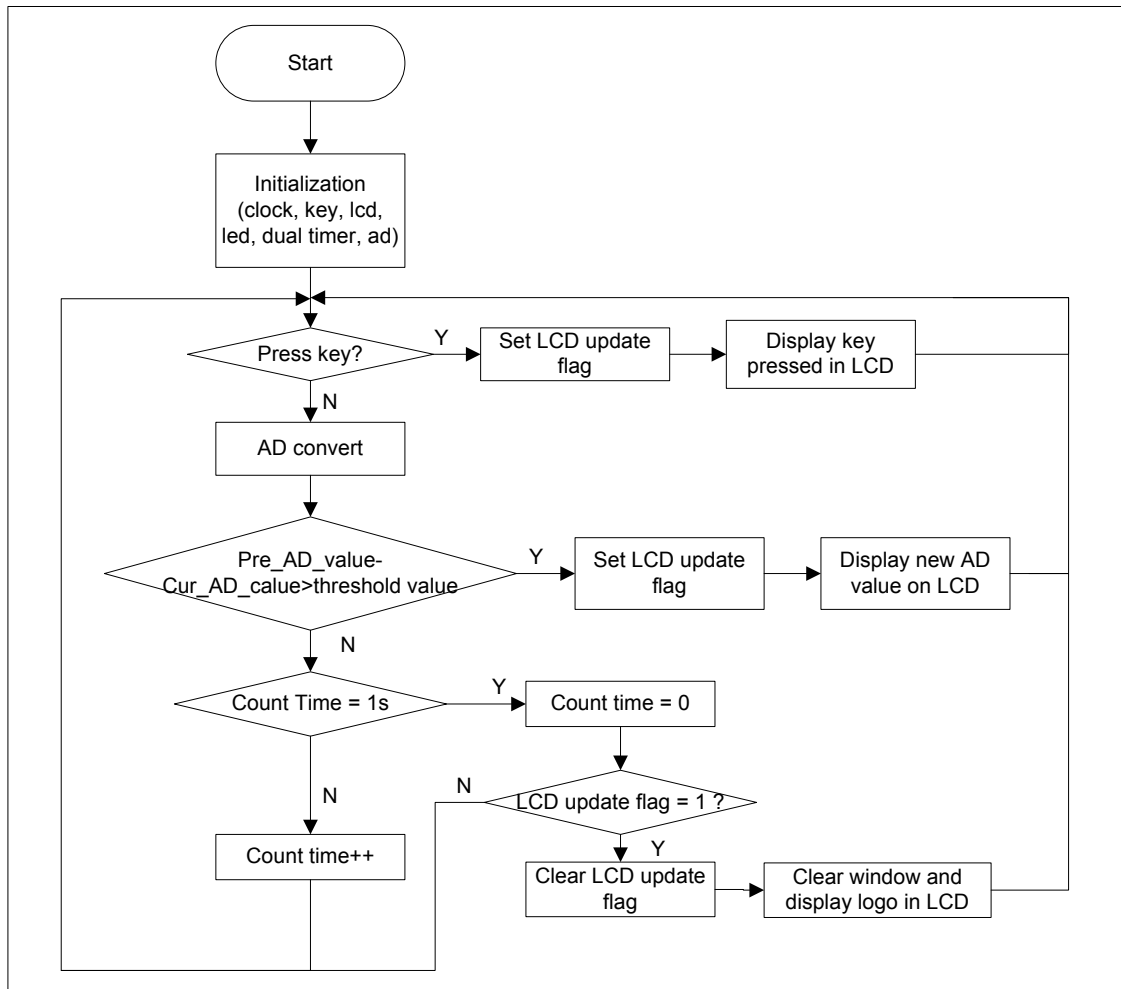 Start
Initialization
(clock, key, lcd,
led, dual timer, ad)
Press key?
Y
Set LCD update
flag
Display key
pressed in LCD
N
AD convert
Pre_AD_value-
Cur_AD_calue>threshold value
Y
Set LCD update
flag
Display new AD
value on LCD
N
Count Time = 1s
Y
Count time = 0
N
Count time++
LCD update flag = 1 ?
N
Y
Clear LCD update
flag
Clear window and
display logo in LCD